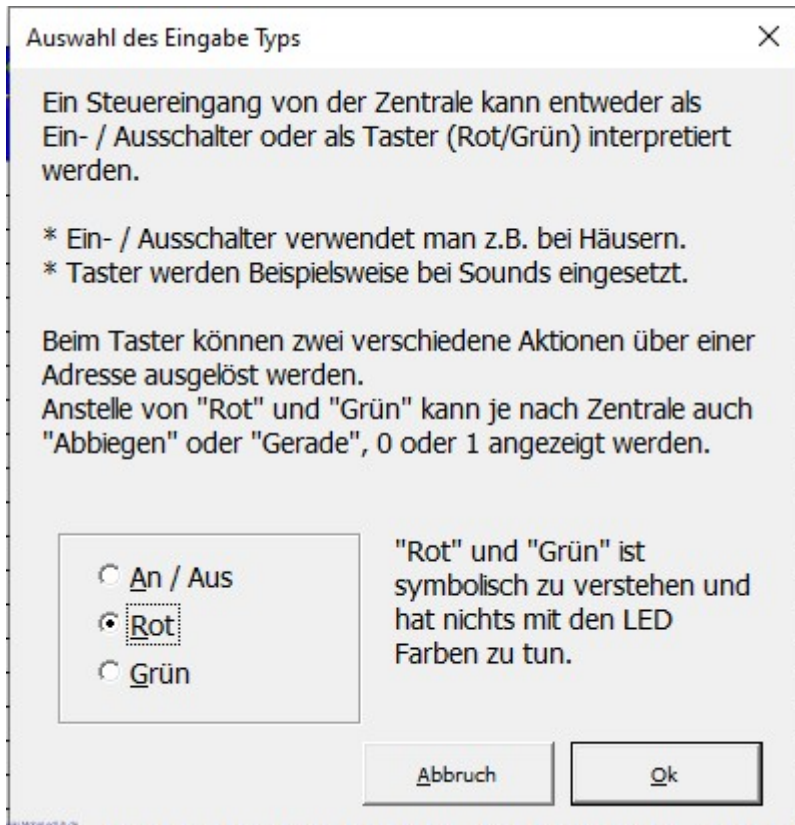 Auswahl des Eingabe Typs
Ein Steuereingang von der Zentrale kann entweder als
Ein- / Ausschalter oder als Taster (Rot/Grün) interpretiert
werden.
* Ein- / Ausschalter verwendet man z.B. bei Häusern.
* Taster werden Beispielsweise bei Sounds eingesetzt.
Beim Taster können zwei verschiedene Aktionen über einer
Adresse ausgelöst werden.
Anstelle von "Rot" und "Grün" kann je nach Zentrale auch
"Abbiegen" oder "Gerade", 0 oder 1 angezeigt werden.
An / Aus
Rot
Grün
"Rot" und "Grün" ist
symbolisch zu verstehen und
hat nichts mit den LED
Farben zu tun.
Abbruch
Ok